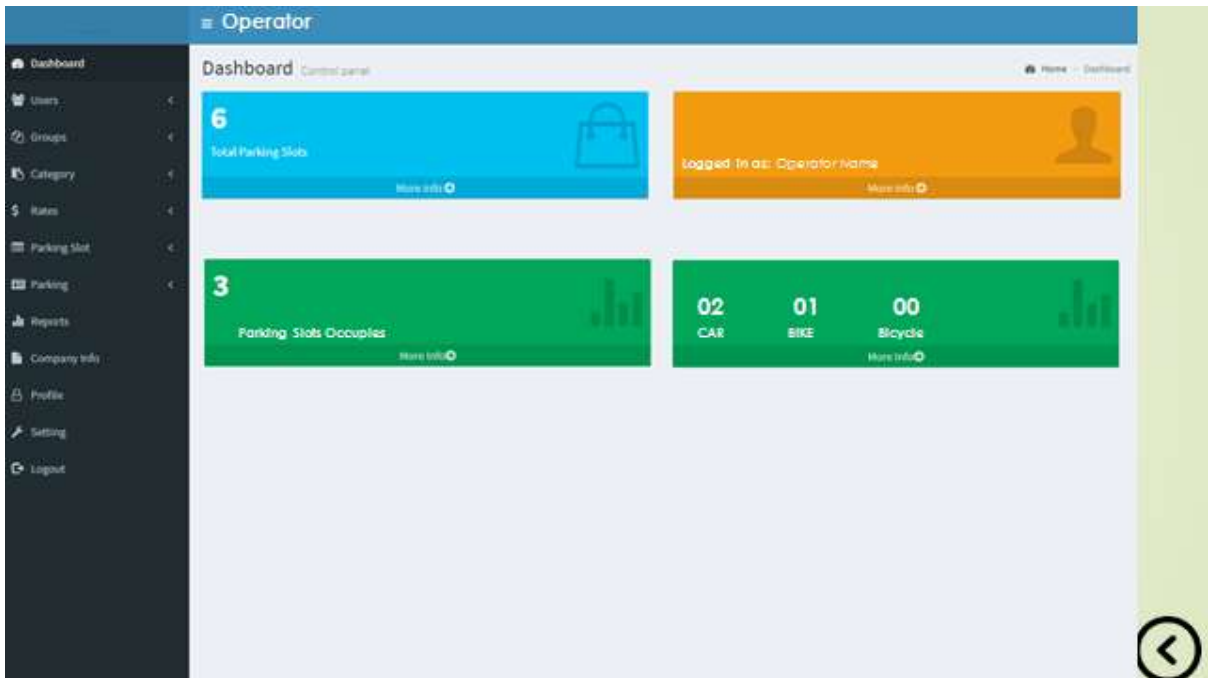 Operator
Dashboard
Users
Groups
Category
$ Rates
Parking Slot
Parking
Reports
Company Info
Profile
Setting
Logout
Dashboard Control panel
Home Dashboard
6
Total Parking Slots
More info
Logged In as: Operator Name
More info
3
Parking Slots Occupies
More Info
02 01 00
CAR BIKE Bicycle
More Info